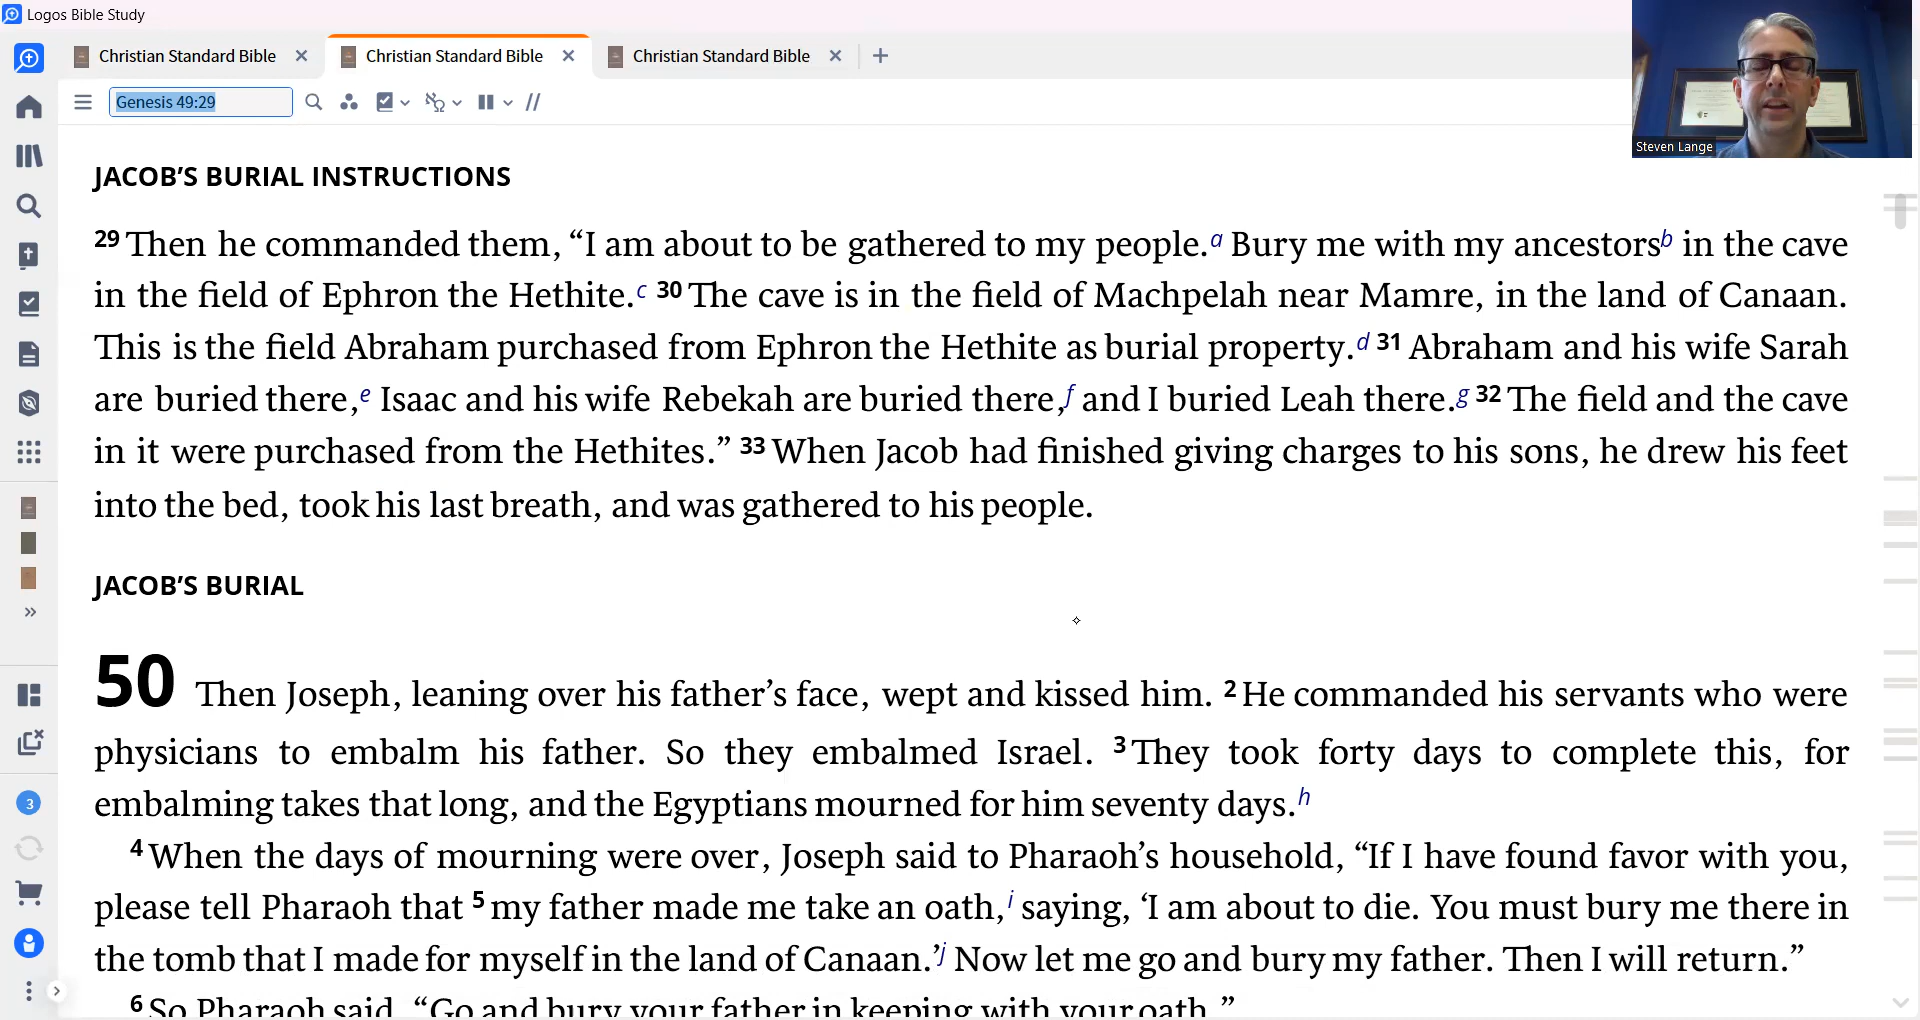 Logos Bible Study
Christian Standard Bible
Christian Standard Bible
Christian Standard Bible
Genesis 49:29
Steven Lange
JACOB’S BURIAL INSTRUCTIONS
29 Then he commanded them, “I am about to be gathered to my people.a Bury me with my ancestorsb in the cave
in the field of Ephron the Hethite.c 30 The cave is in the field of Machpelah near Mamre, in the land of Canaan.
This is the field Abraham purchased from Ephron the Hethite as burial property.d 31 Abraham and his wife Sarah
are buried there,e Isaac and his wife Rebekah are buried there,f and I buried Leah there.g 32 The field and the cave
in it were purchased from the Hethites.” 33 When Jacob had finished giving charges to his sons, he drew his feet
into the bed, took his last breath, and was gathered to his people.
JACOB’S BURIAL
50 Then Joseph, leaning over his father’s face, wept and kissed him. 2 He commanded his servants who were
physicians to embalm his father. So they embalmed Israel. 3 They took forty days to complete this, for
embalming takes that long, and the Egyptians mourned for him seventy days.h
4 When the days of mourning were over, Joseph said to Pharaoh’s household, “If I have found favor with you,
please tell Pharaoh that 5 my father made me take an oath,i saying, ‘I am about to die. You must bury me there in
the tomb that I made for myself in the land of Canaan.’j Now let me go and bury my father. Then I will return.”
6 So Pharaoh said, “Go and bury your father in keeping with your oath.”
3